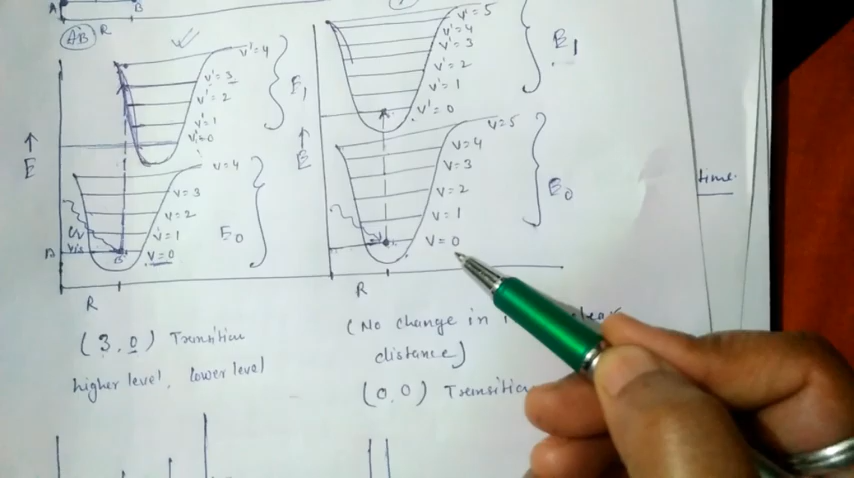 A B
AB R
E
v'=4
v'=3
v'=2
v'=1
v'=0
E1
v=4
v=3
v=2
v=1
v=0
E0
UV
Vis
B
R
(3,0) Transition
higher level, lower level
E
v'=5
v'=4
v'=3
v'=2
v'=1
v'=0
E1
v=5
v=4
v=3
v=2
v=1
v=0
E0
R
(No change in
distance)
(0,0)
time.